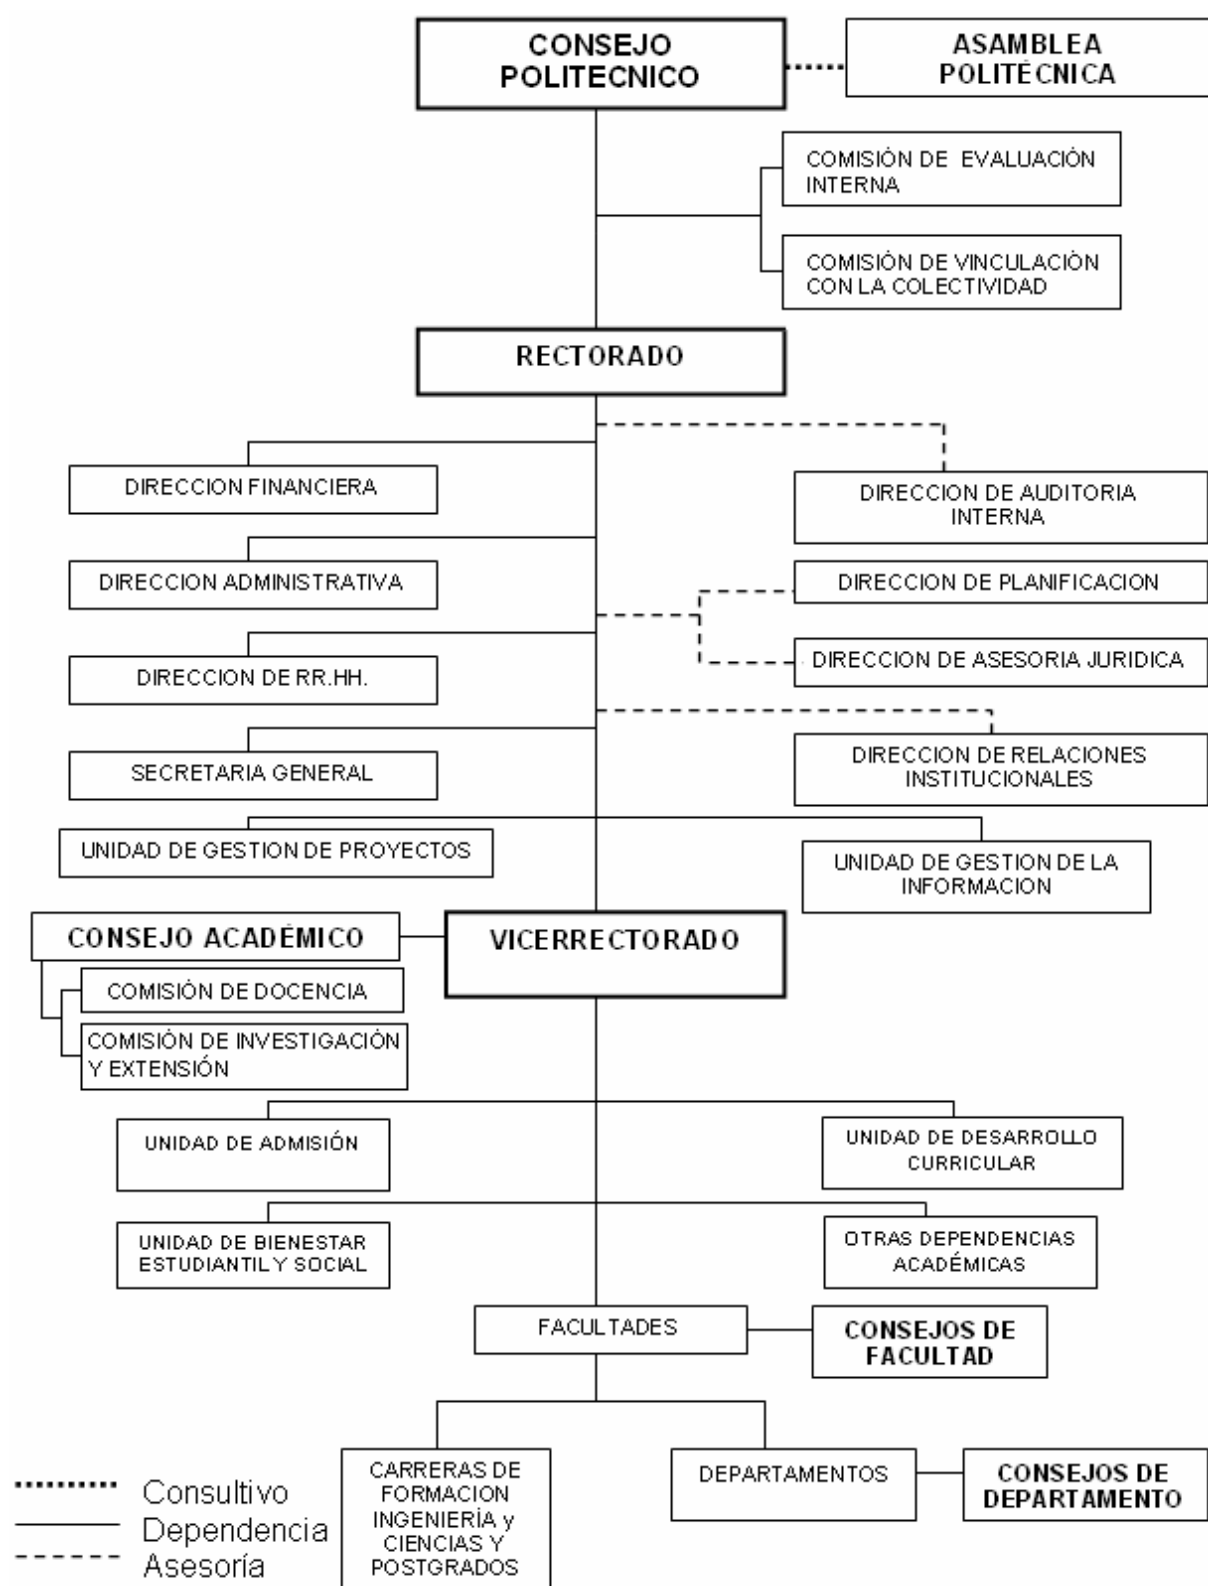 CONSEJO
POLITECNICO
ASAMBLEA
POLITÉCNICA
COMISIÓN DE EVALUACIÓN
INTERNA
COMISIÓN DE VINCULACIÓN
CON LA COLECTIVIDAD
RECTORADO
DIRECCION FINANCIERA
DIRECCION DE AUDITORIA
INTERNA
DIRECCION ADMINISTRATIVA
DIRECCION DE PLANIFICACION
DIRECCION DE RR.HH.
DIRECCION DE ASESORIA JURIDICA
SECRETARIA GENERAL
DIRECCION DE RELACIONES
INSTITUCIONALES
UNIDAD DE GESTION DE PROYECTOS
UNIDAD DE GESTION DE LA
INFORMACION
CONSEJO ACADÉMICO
VICERRECTORADO
COMISIÓN DE DOCENCIA
COMISIÓN DE INVESTIGACIÓN
Y EXTENSIÓN
UNIDAD DE ADMISIÓN
UNIDAD DE DESARROLLO
CURRICULAR
UNIDAD DE BIENESTAR
ESTUDIANTIL Y SOCIAL
OTRAS DEPENDENCIAS
ACADÉMICAS
FACULTADES
CONSEJOS DE
FACULTAD
CARRERAS DE
FORMACION
INGENIERÍA y
CIENCIAS Y
POSTGRADOS
DEPARTAMENTOS
CONSEJOS DE
DEPARTAMENTO
Consultivo
Dependencia
Asesoría